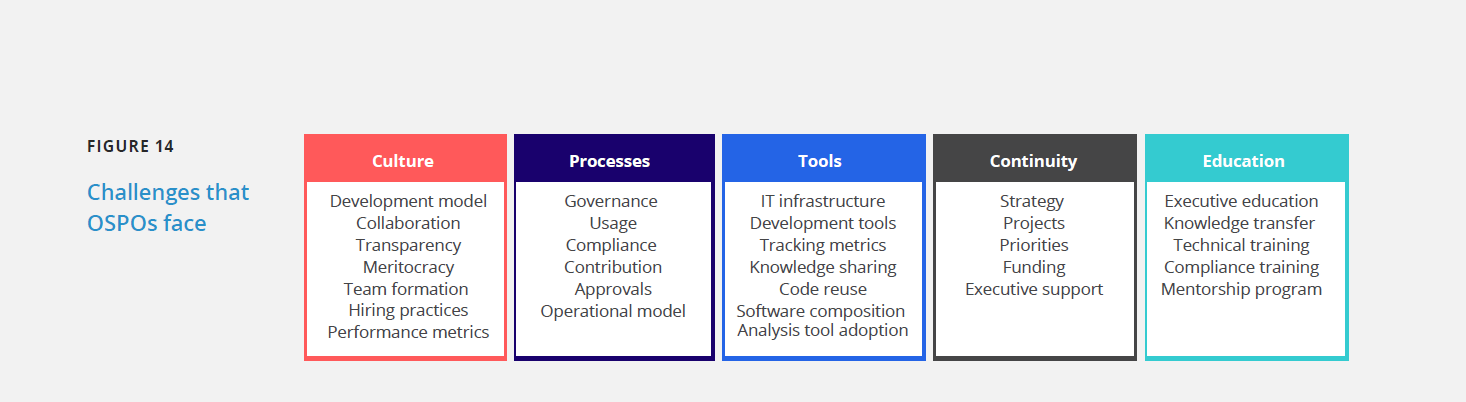 FIGURE 14
Challenges that
OSPOs face
Culture
Development model
Collaboration
Transparency
Meritocracy
Team formation
Hiring practices
Performance metrics
Processes
Governance
Usage
Compliance
Contribution
Approvals
Operational model
Tools
IT infrastructure
Development tools
Tracking metrics
Knowledge sharing
Code reuse
Software composition
Analysis tool adoption
Continuity
Strategy
Projects
Priorities
Funding
Executive support
Education
Executive education
Knowledge transfer
Technical training
Compliance training
Mentorship program